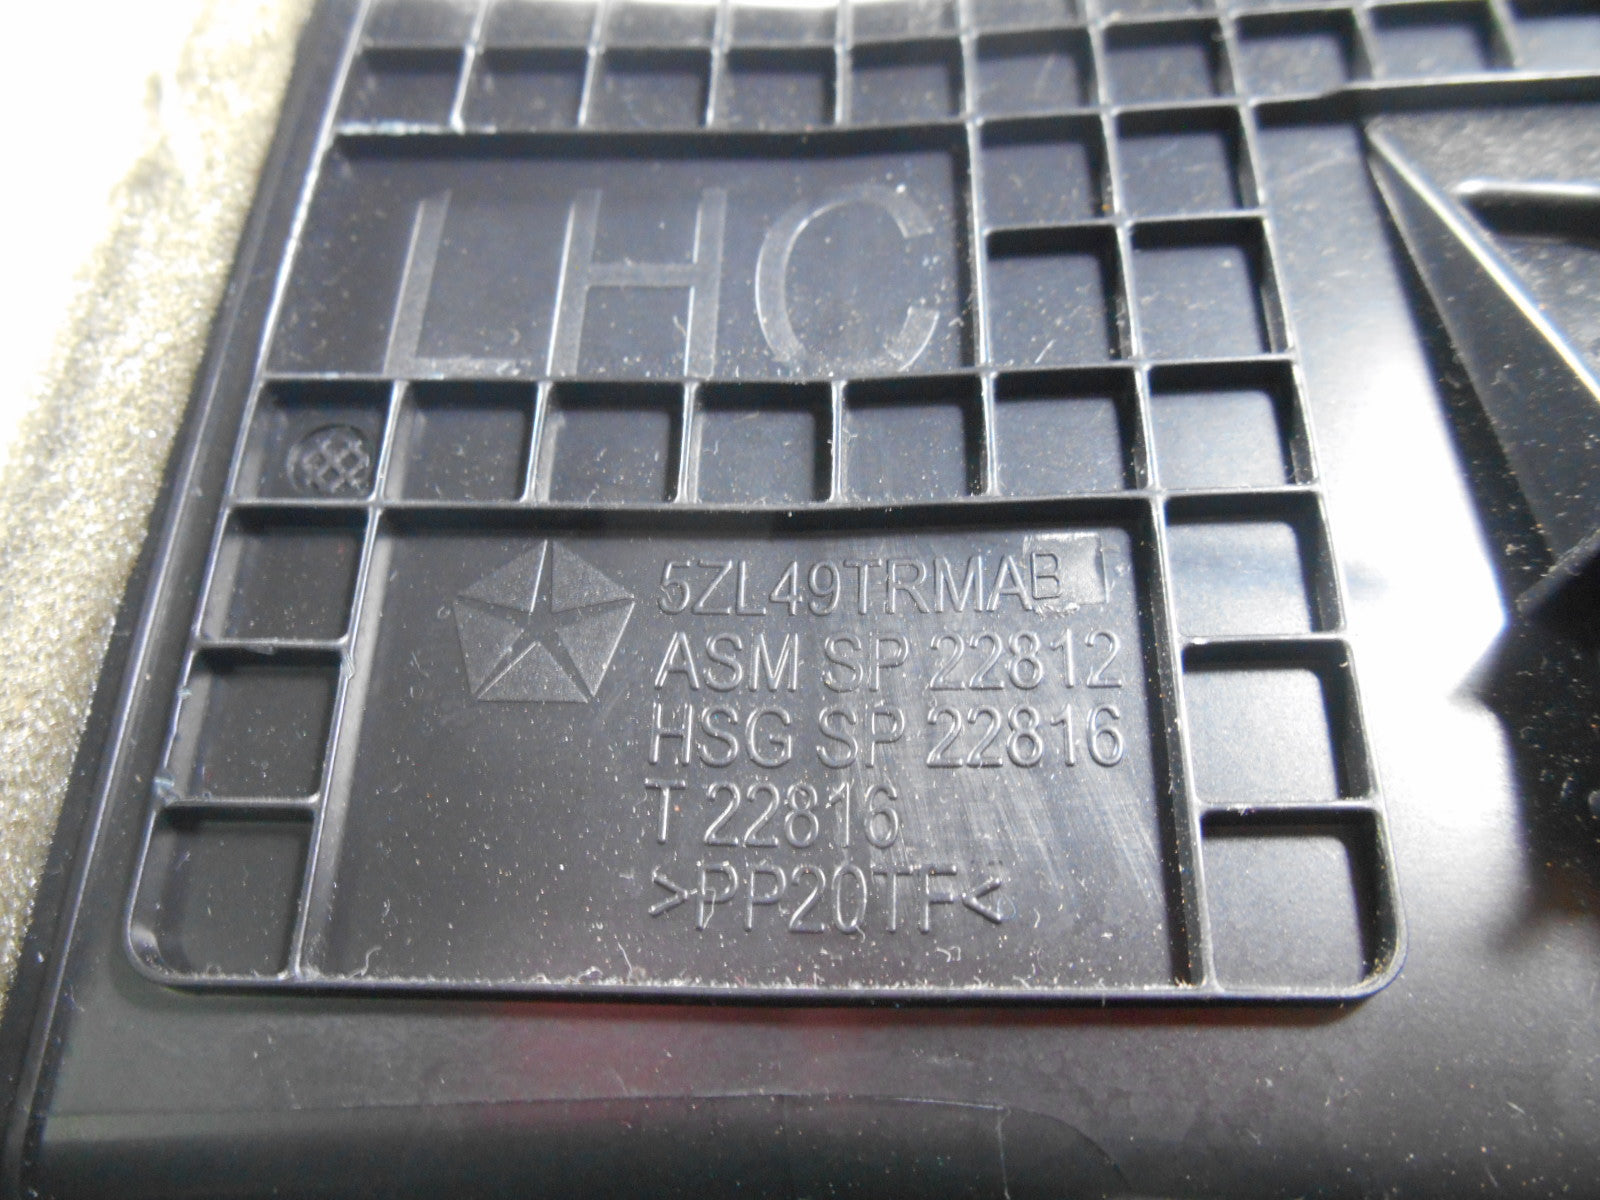 LHC
5ZL49TRMAB
ASM SP 22812
HSG SP 22816
T 22816
>PP20TF<